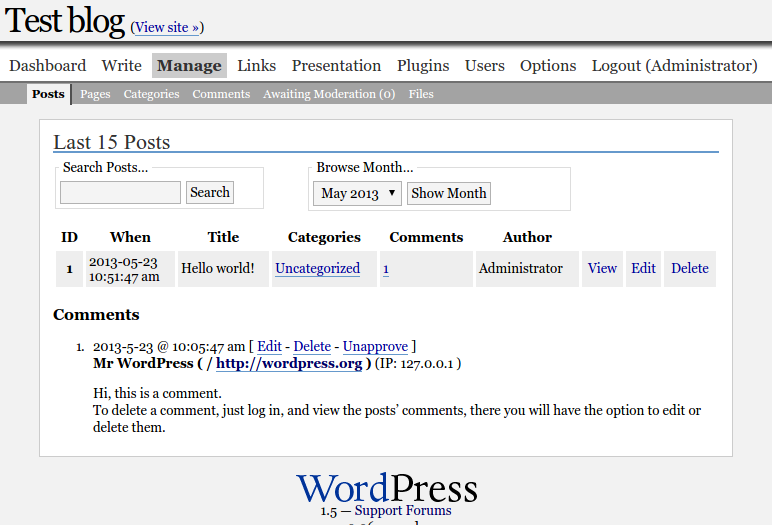 Test blog (View site »)
Dashboard Write Manage Links Presentation Plugins Users Options Logout (Administrator)
Posts Pages Categories Comments Awaiting Moderation (0) Files
Last 15 Posts
Search Posts... Browse Month...
Search May 2013 Show Month
ID When Title Categories Comments Author
1 2013-05-23 10:51:47 am Hello world! Uncategorized 1 Administrator View Edit Delete
Comments
1. 2013-5-23 @ 10:05:47 am [ Edit - Delete - Unapprove ]
Mr WordPress ( / http://wordpress.org ) (IP: 127.0.0.1 )
Hi, this is a comment.
To delete a comment, just log in, and view the posts’ comments, there you will have the option to edit or
delete them.
WordPress
1.5 — Support Forums